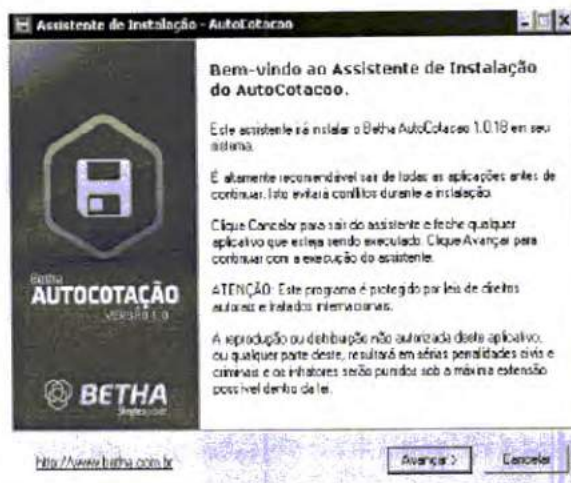 Assistente de Instalação - AutoCotacao
Bem-vindo ao Assistente de Instalação
do AutoCotacao.
Este assistente irá instalar o Betha AutoCotacao 1.0.18 em seu
sistema.
É altamente recomendável sair de todas as aplicações antes de
continuar. Isto evitará conflitos durante a instalação.
Clique Cancelar para sair do assistente e feche qualquer
aplicativo que esteja sendo executado. Clique Avançar para
continuar com a execução do assistente.
ATENÇÃO: Este programa é protegido por leis de direitos
autorais e tratados internacionais.
A reprodução ou distribuição não autorizada deste aplicativo,
ou qualquer parte deste, resultará em sérias penalidades civis e
criminais e os infratores serão punidos sob a máxima extensão
possível dentro da lei.
Betha
AUTOCOTAÇÃO
VERSÃO 1.0
BETHA
http://www.betha.com.br
Avançar >
Cancelar